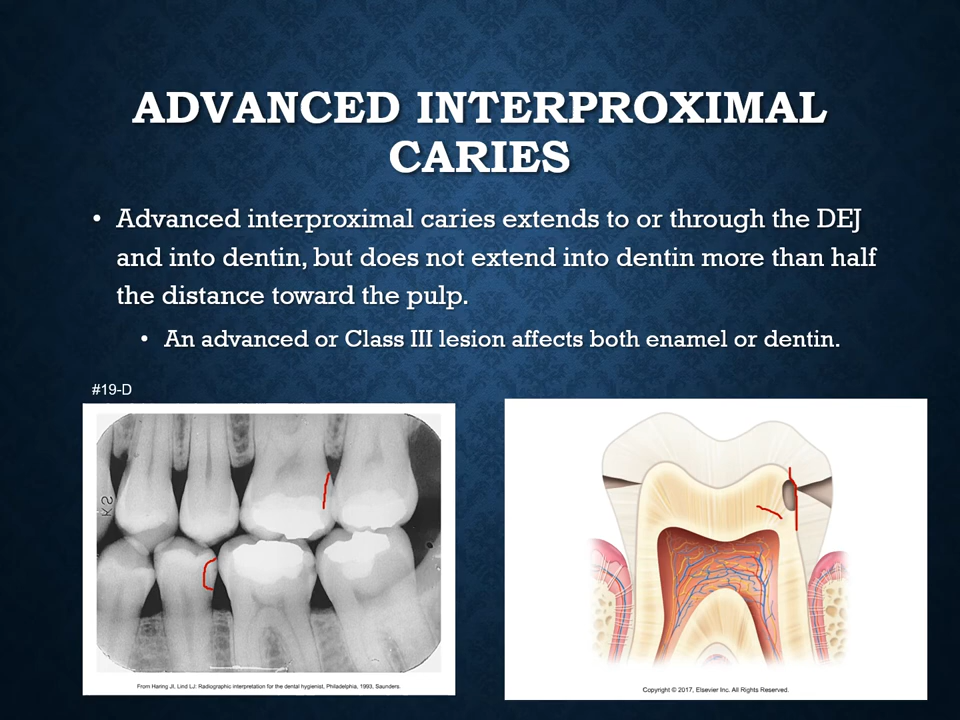 ADVANCED INTERPROXIMAL
CARIES
• Advanced interproximal caries extends to or through the DEJ
and into dentin, but does not extend into dentin more than half
the distance toward the pulp.
• An advanced or Class III lesion affects both enamel or dentin.
#19-D
K2
From Haring JI, Lind LJ: Radiographic interpretation for the dental hygienist, Philadelphia, 1993, Saunders.
Copyright © 2017, Elsevier Inc. All Rights Reserved.